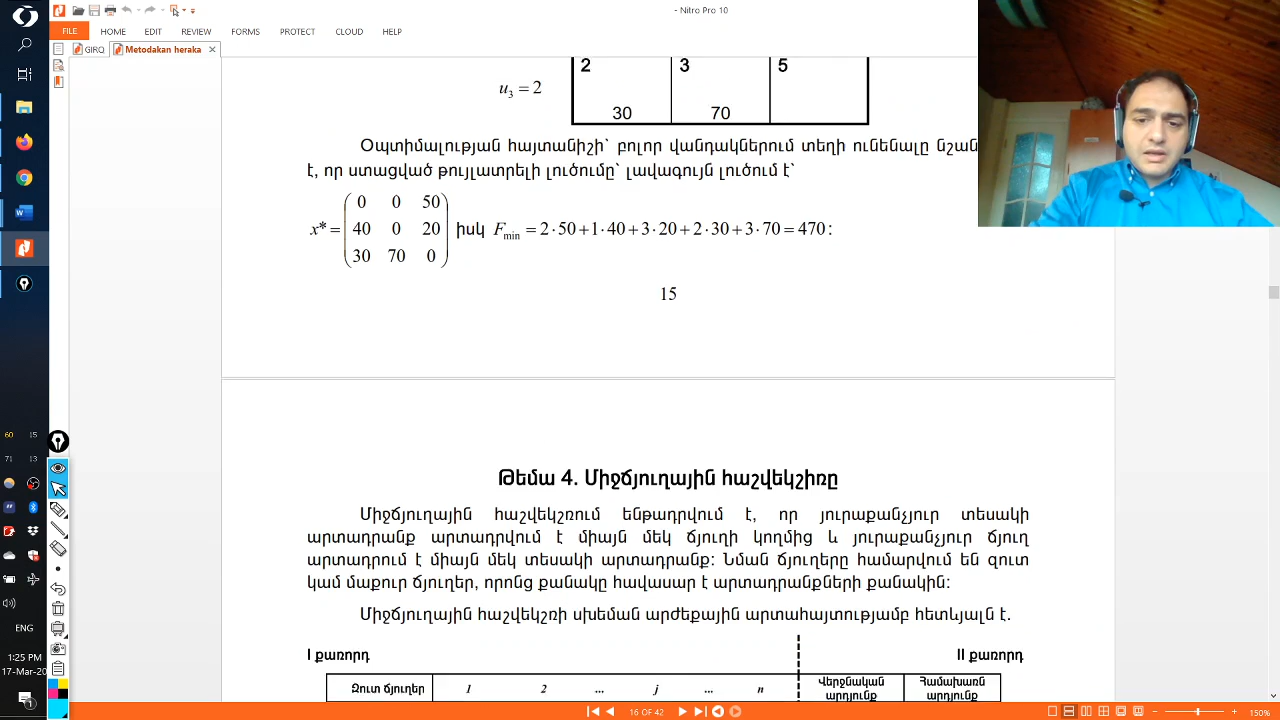 - Nitro Pro 10
FILE HOME EDIT REVIEW FORMS PROTECT CLOUD HELP
GIRQ Metodakan heraka
2 3 5
u3 = 2
30 70
Օպտիմալության հայտանիշի՝ բոլոր վանդակներում տեղի ունենալը նշան
է, որ ստացված թույլատրելի լուծումը՝ լավագույն լուծում է՝
x* = (0 0 50
40 0 20
30 70 0) իսկ Fmin = 2·50+1·40+3·20+2·30+3·70 = 470:
15
Թեմա 4. Միջճյուղային հաշվեկշիռը
Միջճյուղային հաշվեկշռում ենթադրվում է, որ յուրաքանչյուր տեսակի
արտադրանք արտադրվում է միայն մեկ ճյուղի կողմից և յուրաքանչյուր ճյուղ
արտադրում է միայն մեկ տեսակի արտադրանք: Նման ճյուղերը համարվում են զուտ
կամ մաքուր ճյուղեր, որոնց քանակը հավասար է արտադրանքների քանակին:
Միջճյուղային հաշվեկշռի սխեման արժեքային արտահայտությամբ հետևյալն է.
I քառորդ II քառորդ
Զուտ ճյուղեր 1 2 ... j ... n Վերջնական արդյունք Համախառն արդյունք
60 15
71 13
ENG
1:25 PM
17-Mar-20
1
16 OF 42
150%